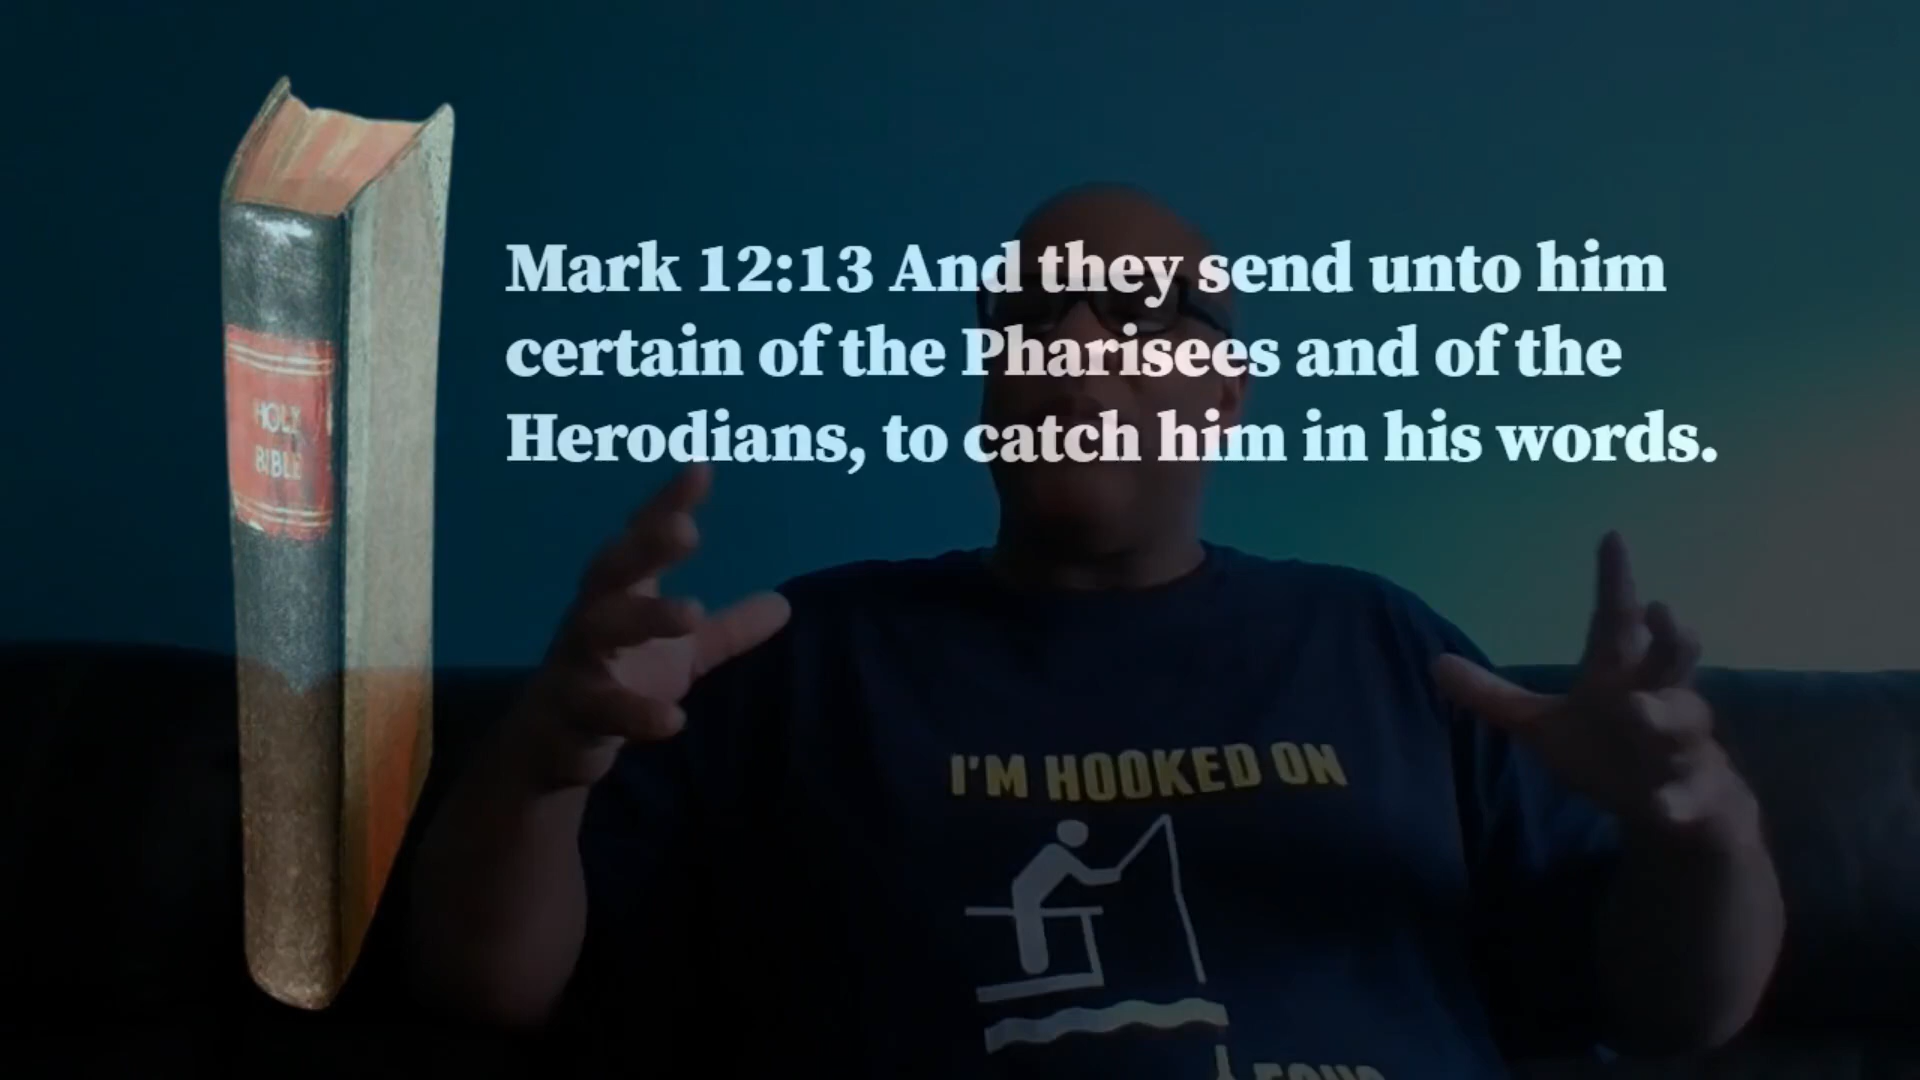 HOLY
BIBLE
Mark 12:13 And they send unto him
certain of the Pharisees and of the
Herodians, to catch him in his words.
I'M HOOKED ON